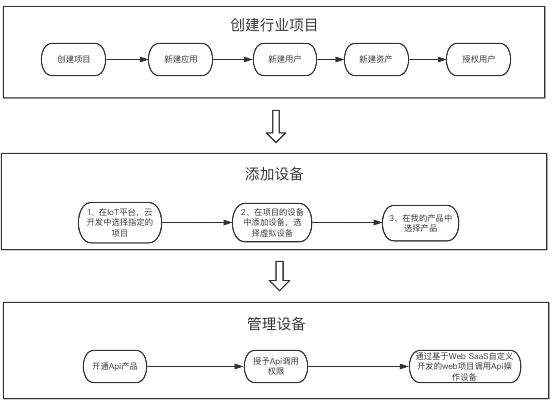 创建行业项目
创建项目
新建应用
新建用户
新建资产
授权用户
添加设备
1、在IoT平台，云
开发中选择指定的
项目
2、在项目的设备
中添加设备、选
择虚拟设备
3、在我的产品中
选择产品
管理设备
开通Api产品
授予Api调用
权限
通过基于Web SaaS自定义
开发的web项目调用Api操
作设备